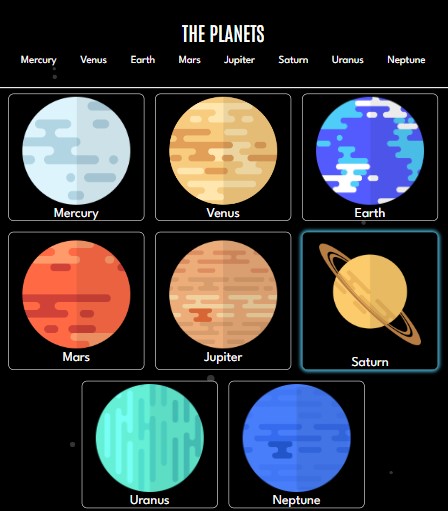 THE PLANETS
Mercury Venus Earth Mars Jupiter Saturn Uranus Neptune
Mercury Venus Earth
Mars Jupiter Saturn
Uranus Neptune